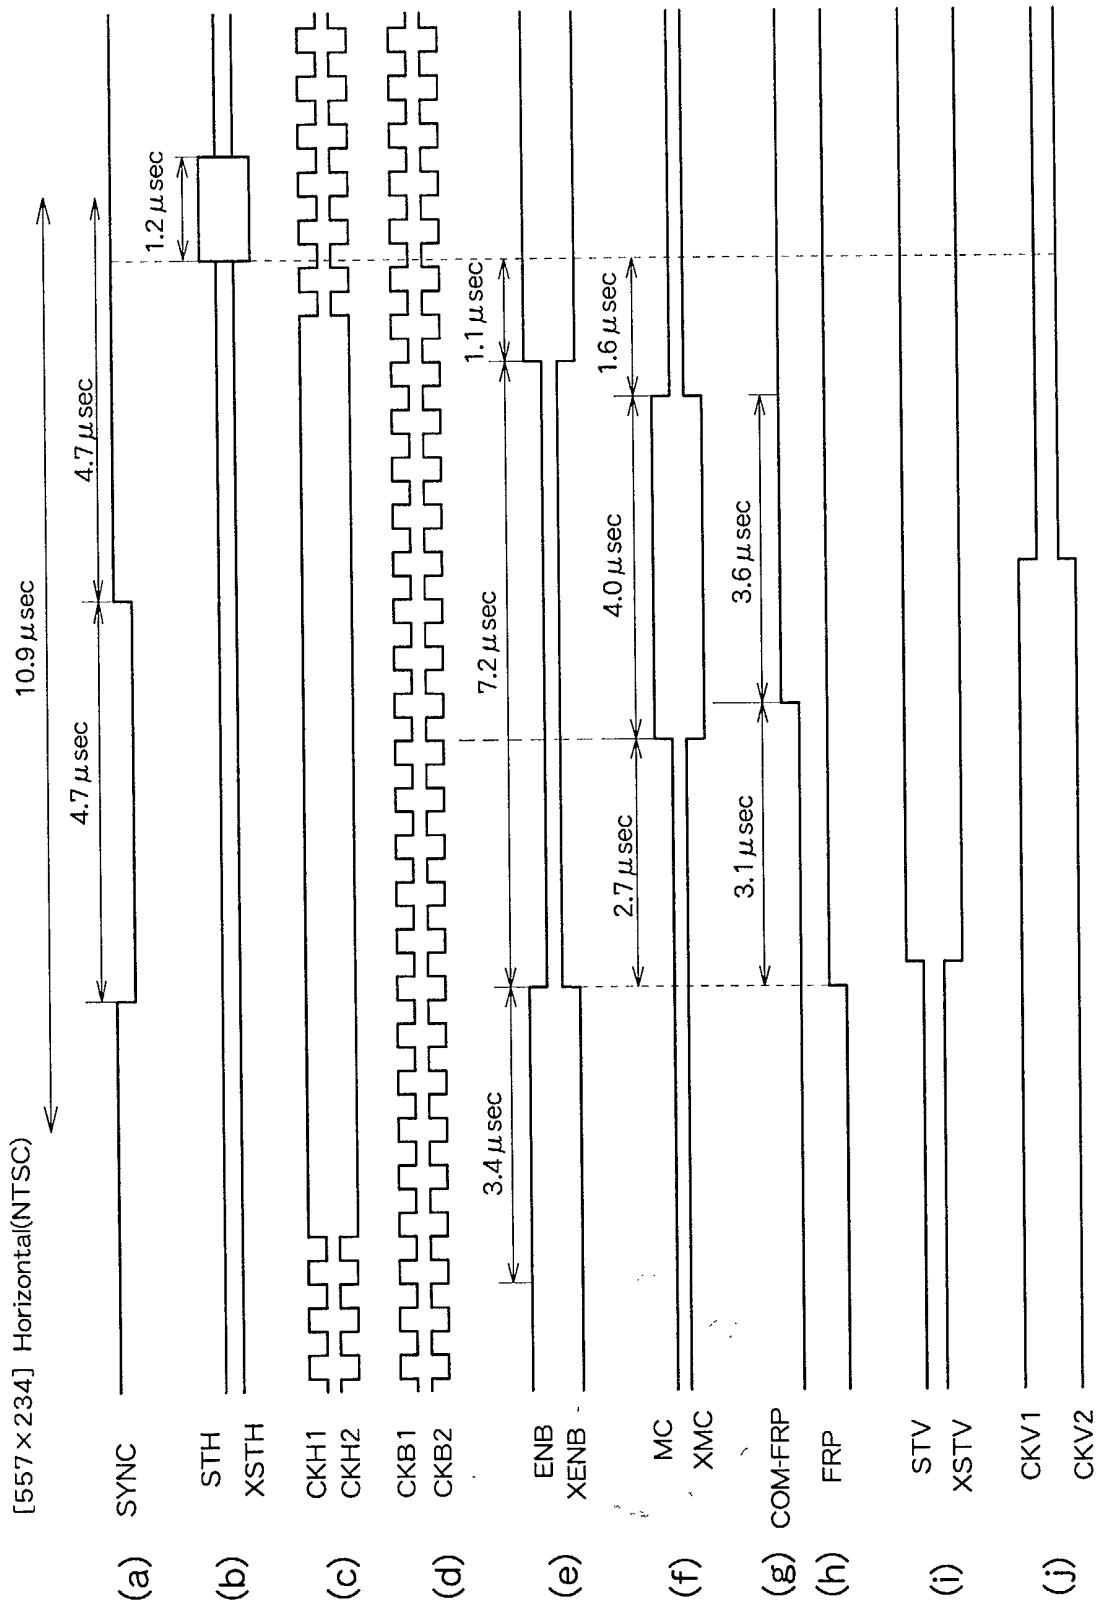 [557×234] Horizontal(NTSC)
10.9 μsec
(a) SYNC
4.7 μsec
4.7 μsec
(b) STH
XSTH
1.2 μsec
(c) CKH1
CKH2
(d) CKB1
CKB2
(e) ENB
XENB
3.4 μsec
7.2 μsec
1.1 μsec
(f) MC
XMC
2.7 μsec
4.0 μsec
1.6 μsec
(g) COM-FRP
3.1 μsec
3.6 μsec
(h) FRP
(i) STV
XSTV
(j) CKV1
CKV2